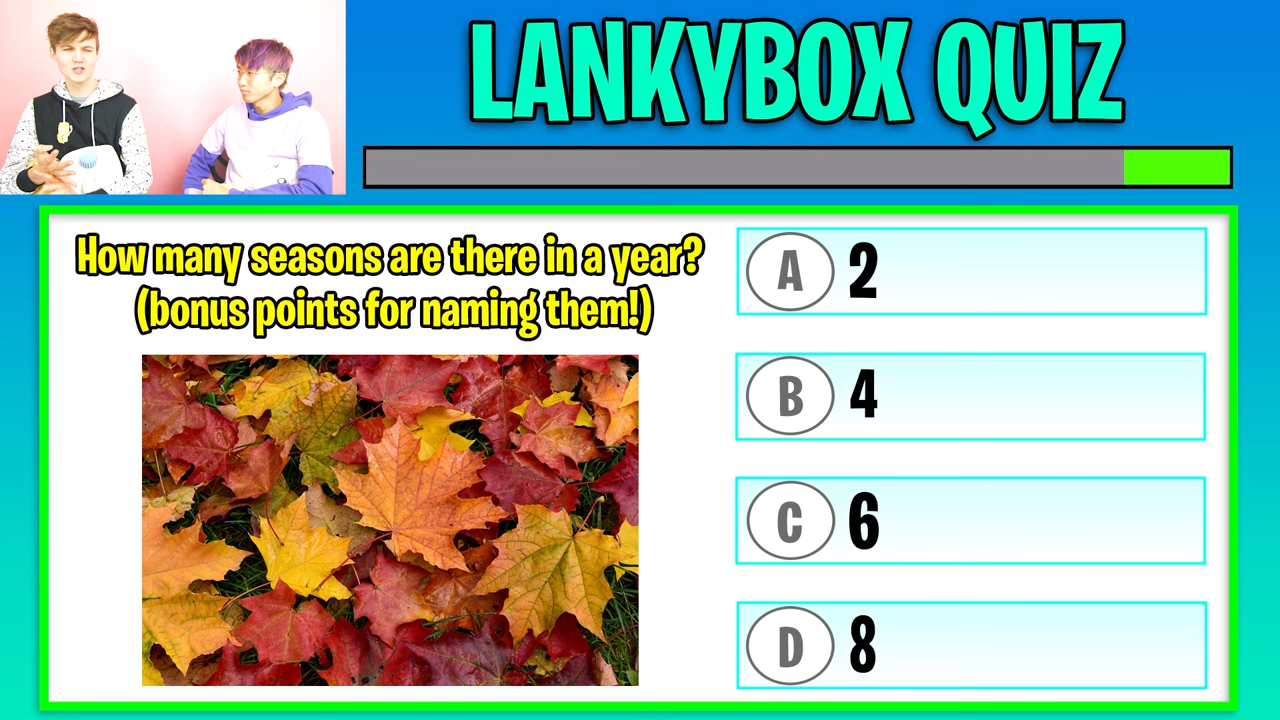 LANKYBOX QUIZ
How many seasons are there in a year?
(bonus points for naming them!)
A 2
B 4
C 6
D 8